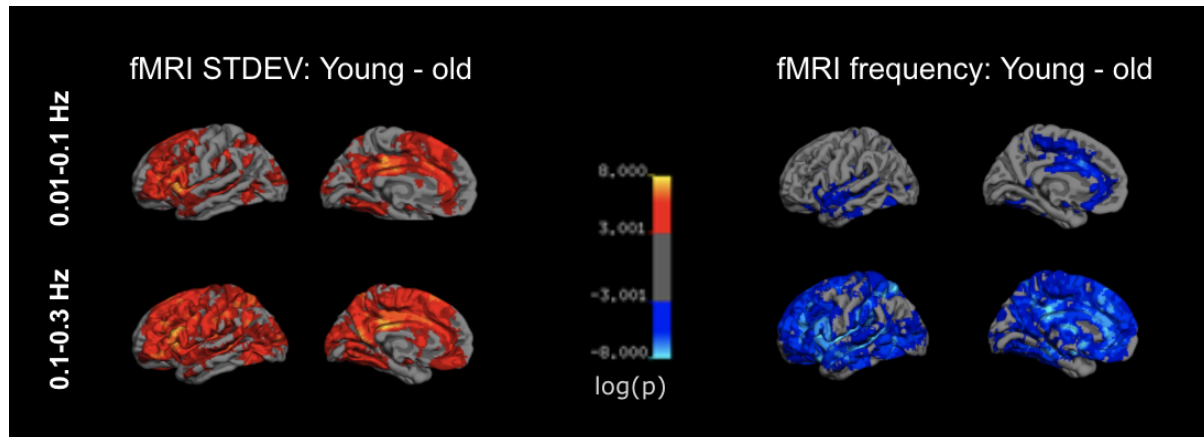 fMRI STDEV: Young - old
fMRI frequency: Young - old
0.01-0.1 Hz
0.1-0.3 Hz
8.000
3.001
-3.001
-8.000
log(p)